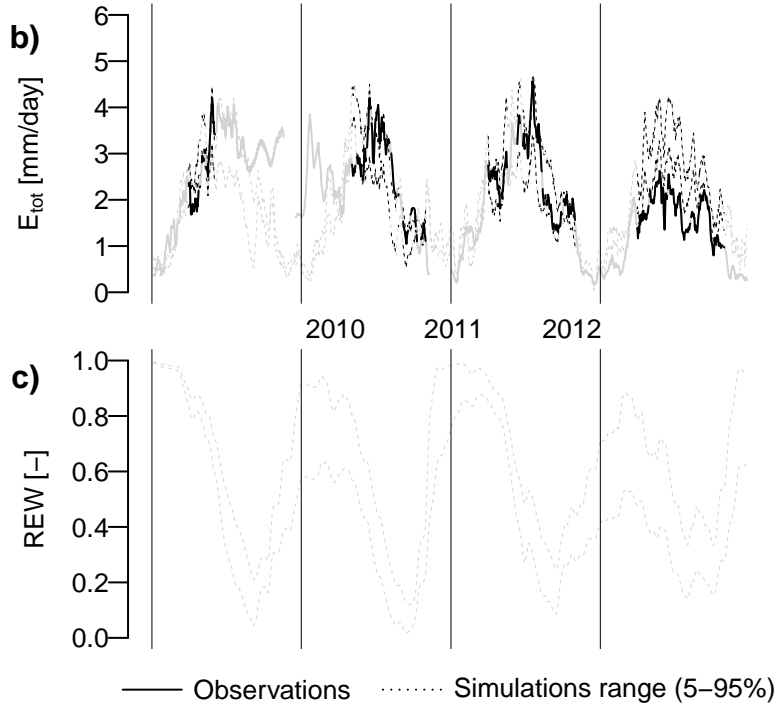 b)
E_tot [mm/day]
6
5
4
3
2
1
0
2010 2011 2012
c)
REW [–]
1.0
0.8
0.6
0.4
0.2
0.0
Observations Simulations range (5–95%)